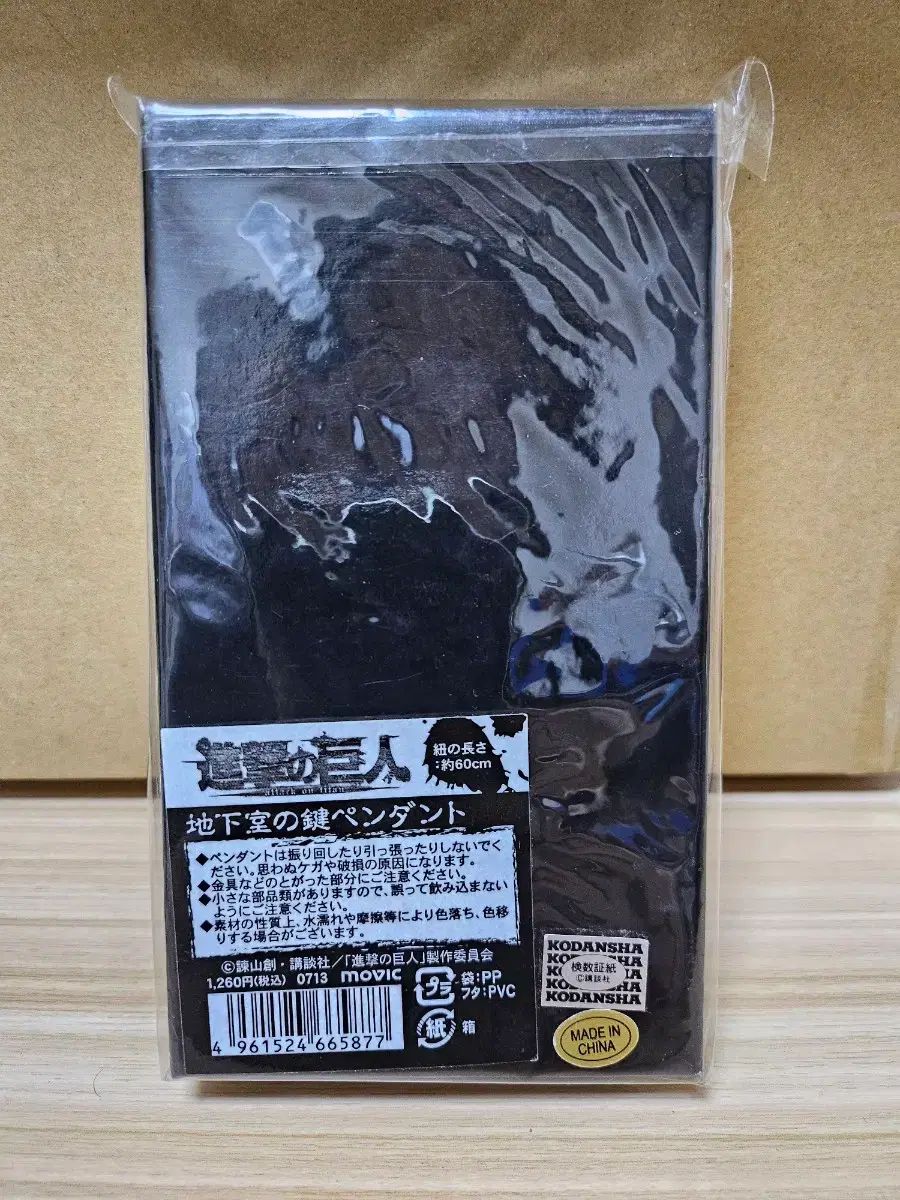 進撃の巨人
attack on titan
紐の長さ
:約60cm
地下室の鍵ペンダント
◆ペンダントは振り回したり引っ張ったりしないでく
ださい。思わぬケガや破損の原因になります。
◆金具などのとがった部分にご注意ください。
◆小さな部品類がありますので、誤って飲み込まない
ようにご注意ください。
◆素材の性質上、水濡れや摩擦等により色落ち、色移
りする場合がございます。
©諫山創・講談社/「進撃の巨人」製作委員会
1,260円(税込) 0713 movic
プラ 袋:PP
フタ:PVC
紙 箱
4 961524 665877
KODANSHA
検数証紙
©講談社
KODANSHA
MADE IN
CHINA